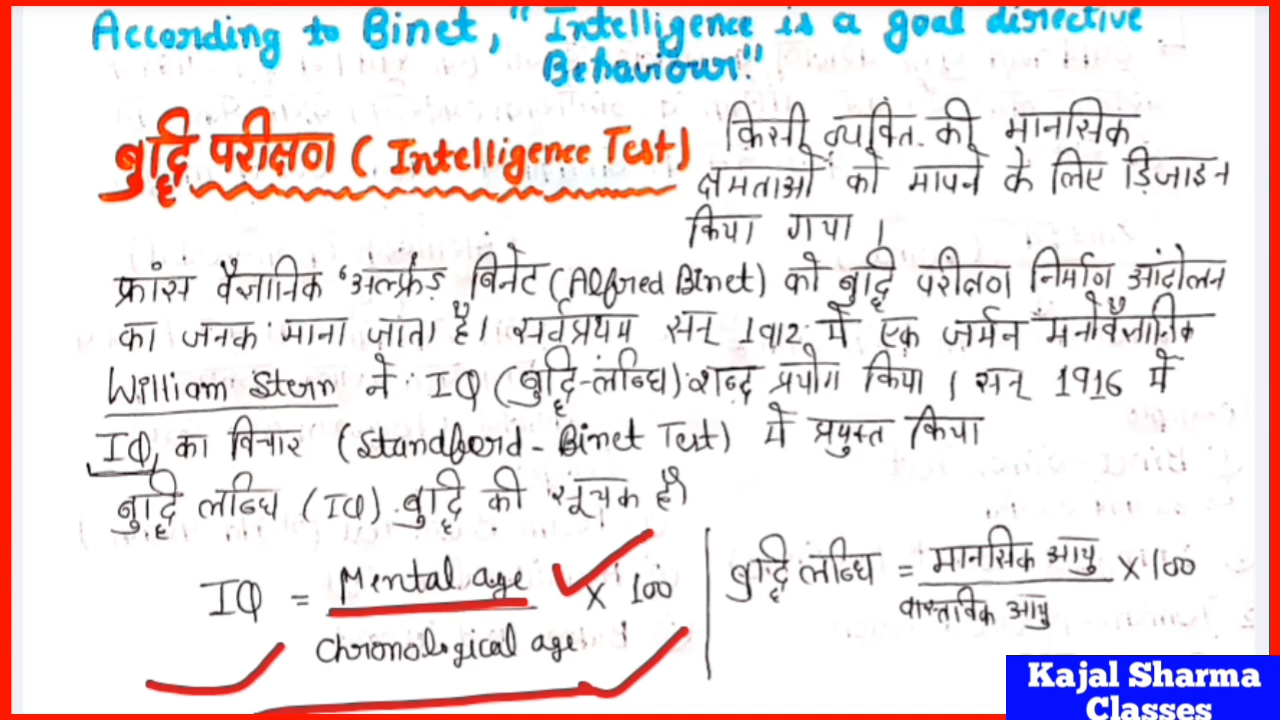 According to Binet, "Intelligence is a goal directive
Behaviour"
बुद्धि परीक्षण ( Intelligence Test)
किसी व्यक्ति की मानसिक
क्षमताओं को मापने के लिए डिजाइन
किया गया ।
फ्रांस वैज्ञानिक 'अल्फ्रेड बिनेट (Alfred Binet) को बुद्धि परीक्षण निर्माण आंदोलन
का जनक माना जाता है। सर्वप्रथम सन् 1912 में एक जर्मन मनोवैज्ञानिक
William Stern ने IQ (बुद्धि-लब्धि) शब्द प्रयोग किया । सन् 1916 में
IQ का विचार (Standford - Binet Test) में प्रयुक्त किया
बुद्धि लब्धि (IQ) बुद्धि की सूचक है।
IQ = Mental age × 100
Chronological age
बुद्धि लब्धि = मानसिक आयु × 100
वास्तविक आयु
Kajal Sharma
Classes